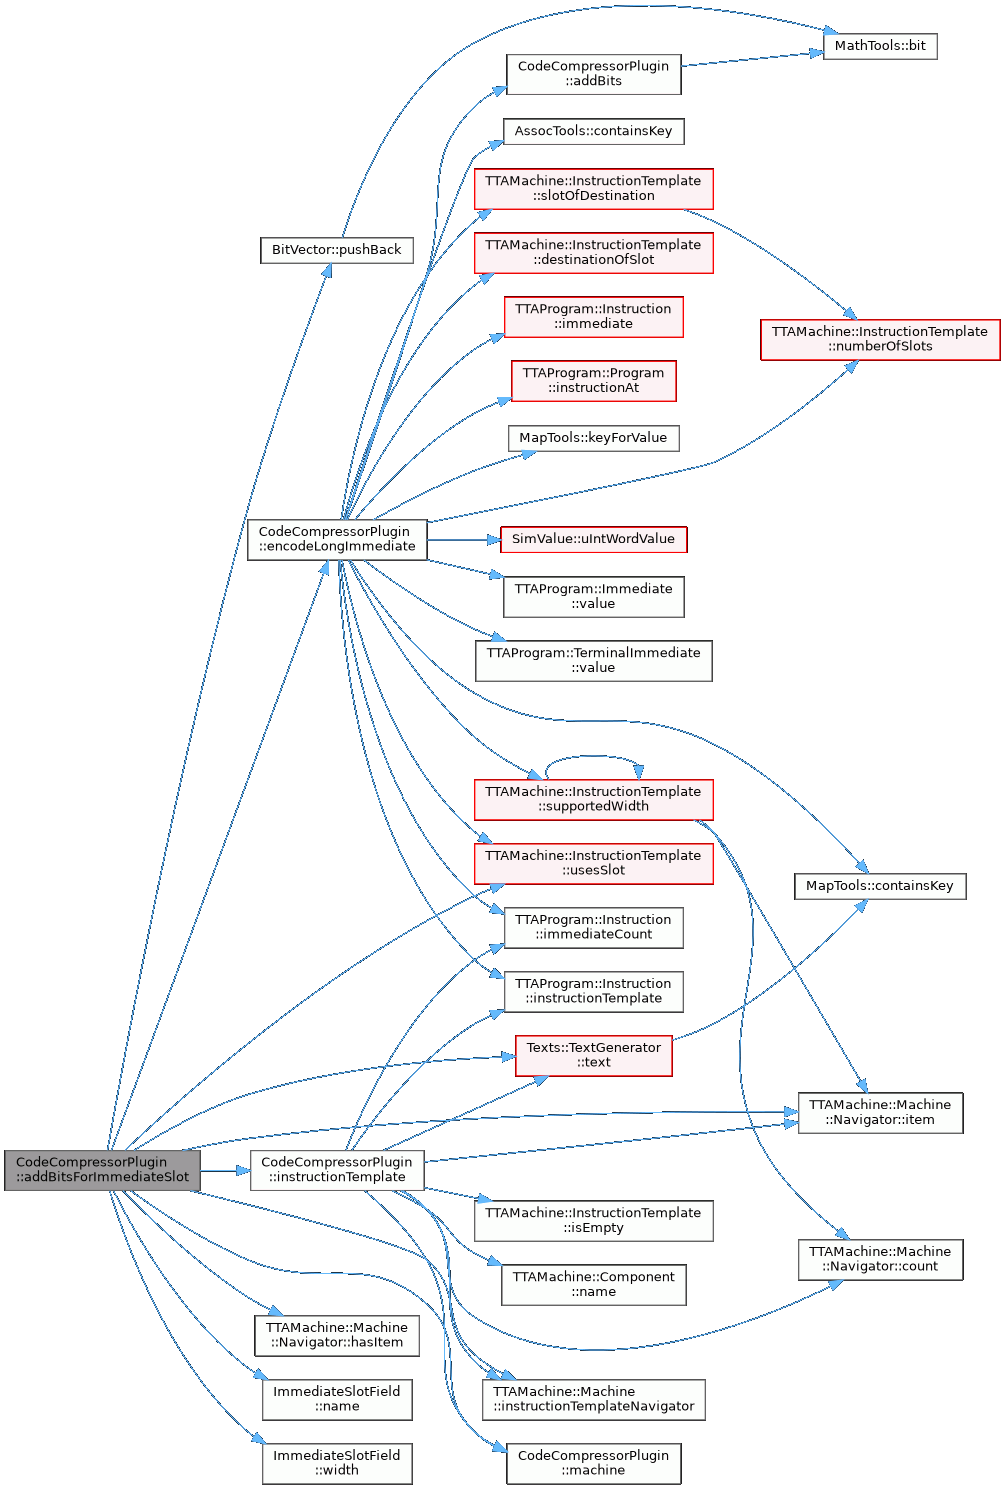 MathTools::bit
CodeCompressorPlugin
::addBits
AssocTools::containsKey
TTAMachine::InstructionTemplate
::slotOfDestination
BitVector::pushBack
TTAMachine::InstructionTemplate
::destinationOfSlot
TTAProgram::Instruction
::immediate
TTAMachine::InstructionTemplate
::numberOfSlots
TTAProgram::Program
::instructionAt
MapTools::keyForValue
CodeCompressorPlugin
::encodeLongImmediate
SimValue::uIntWordValue
TTAProgram::Immediate
::value
TTAProgram::TerminalImmediate
::value
TTAMachine::InstructionTemplate
::supportedWidth
TTAMachine::InstructionTemplate
::usesSlot
MapTools::containsKey
TTAProgram::Instruction
::immediateCount
TTAProgram::Instruction
::instructionTemplate
Texts::TextGenerator
::text
TTAMachine::Machine
::Navigator::item
CodeCompressorPlugin
::addBitsForImmediateSlot
CodeCompressorPlugin
::instructionTemplate
TTAMachine::InstructionTemplate
::isEmpty
TTAMachine::Machine
::Navigator::count
TTAMachine::Component
::name
TTAMachine::Machine
::Navigator::hasItem
ImmediateSlotField
::name
TTAMachine::Machine
::instructionTemplateNavigator
ImmediateSlotField
::width
CodeCompressorPlugin
::machine